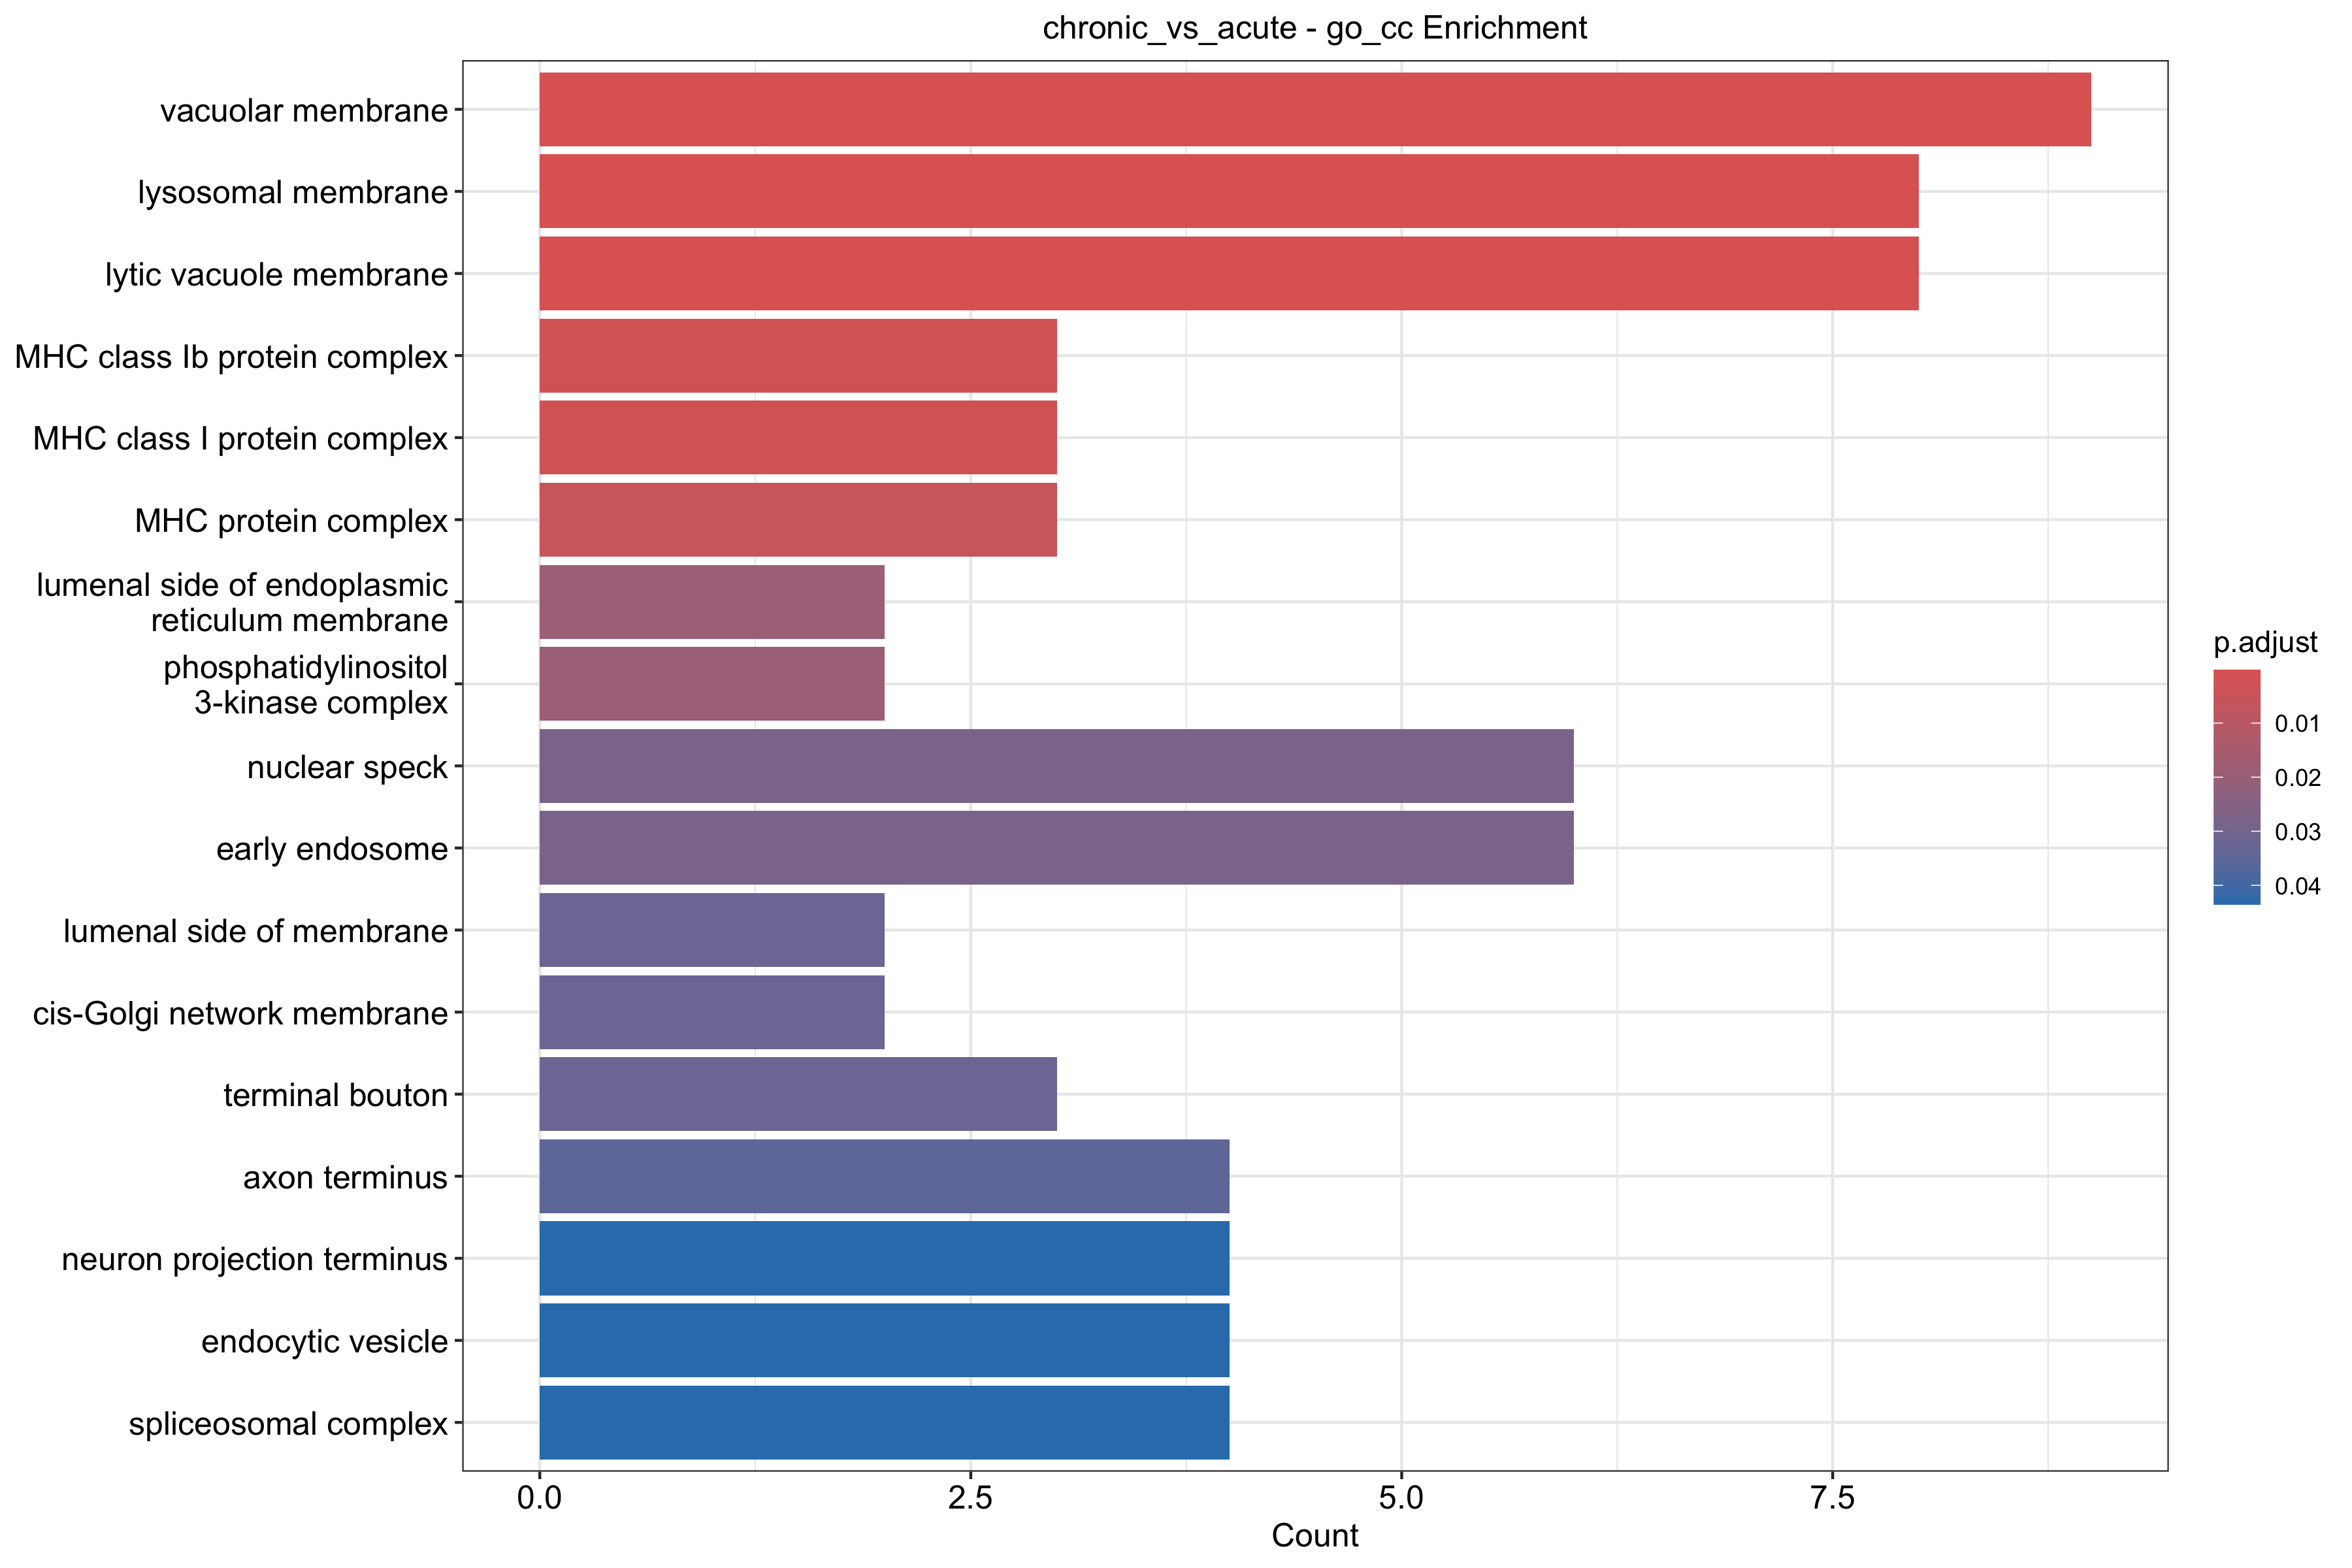 chronic_vs_acute - go_cc Enrichment
vacuolar membrane
lysosomal membrane
lytic vacuole membrane
MHC class Ib protein complex
MHC class I protein complex
MHC protein complex
lumenal side of endoplasmic
reticulum membrane
phosphatidylinositol
3-kinase complex
nuclear speck
early endosome
lumenal side of membrane
cis-Golgi network membrane
terminal bouton
axon terminus
neuron projection terminus
endocytic vesicle
spliceosomal complex
0.0
2.5
5.0
7.5
Count
p.adjust
0.01
0.02
0.03
0.04